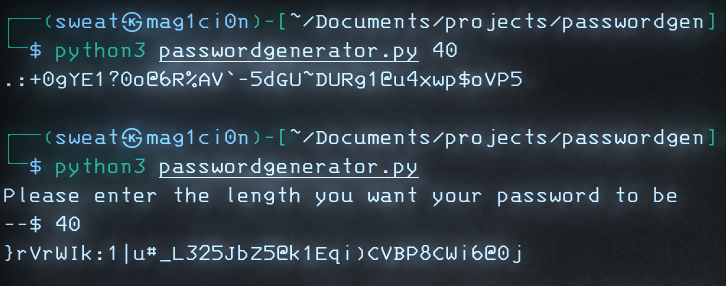 ┌──(sweat㉿mag1ci0n)-[~/Documents/projects/passwordgen]
└─$ python3 passwordgenerator.py 40
.:+0gYE1?0o@6R%AV`-5dGU~DURg1@u4xwp$oVP5
┌──(sweat㉿mag1ci0n)-[~/Documents/projects/passwordgen]
└─$ python3 passwordgenerator.py
Please enter the length you want your password to be
--$ 40
}rVrWIk:1|u#_L325JbZ5@k1Eqi)CVBP8CWi6@0j